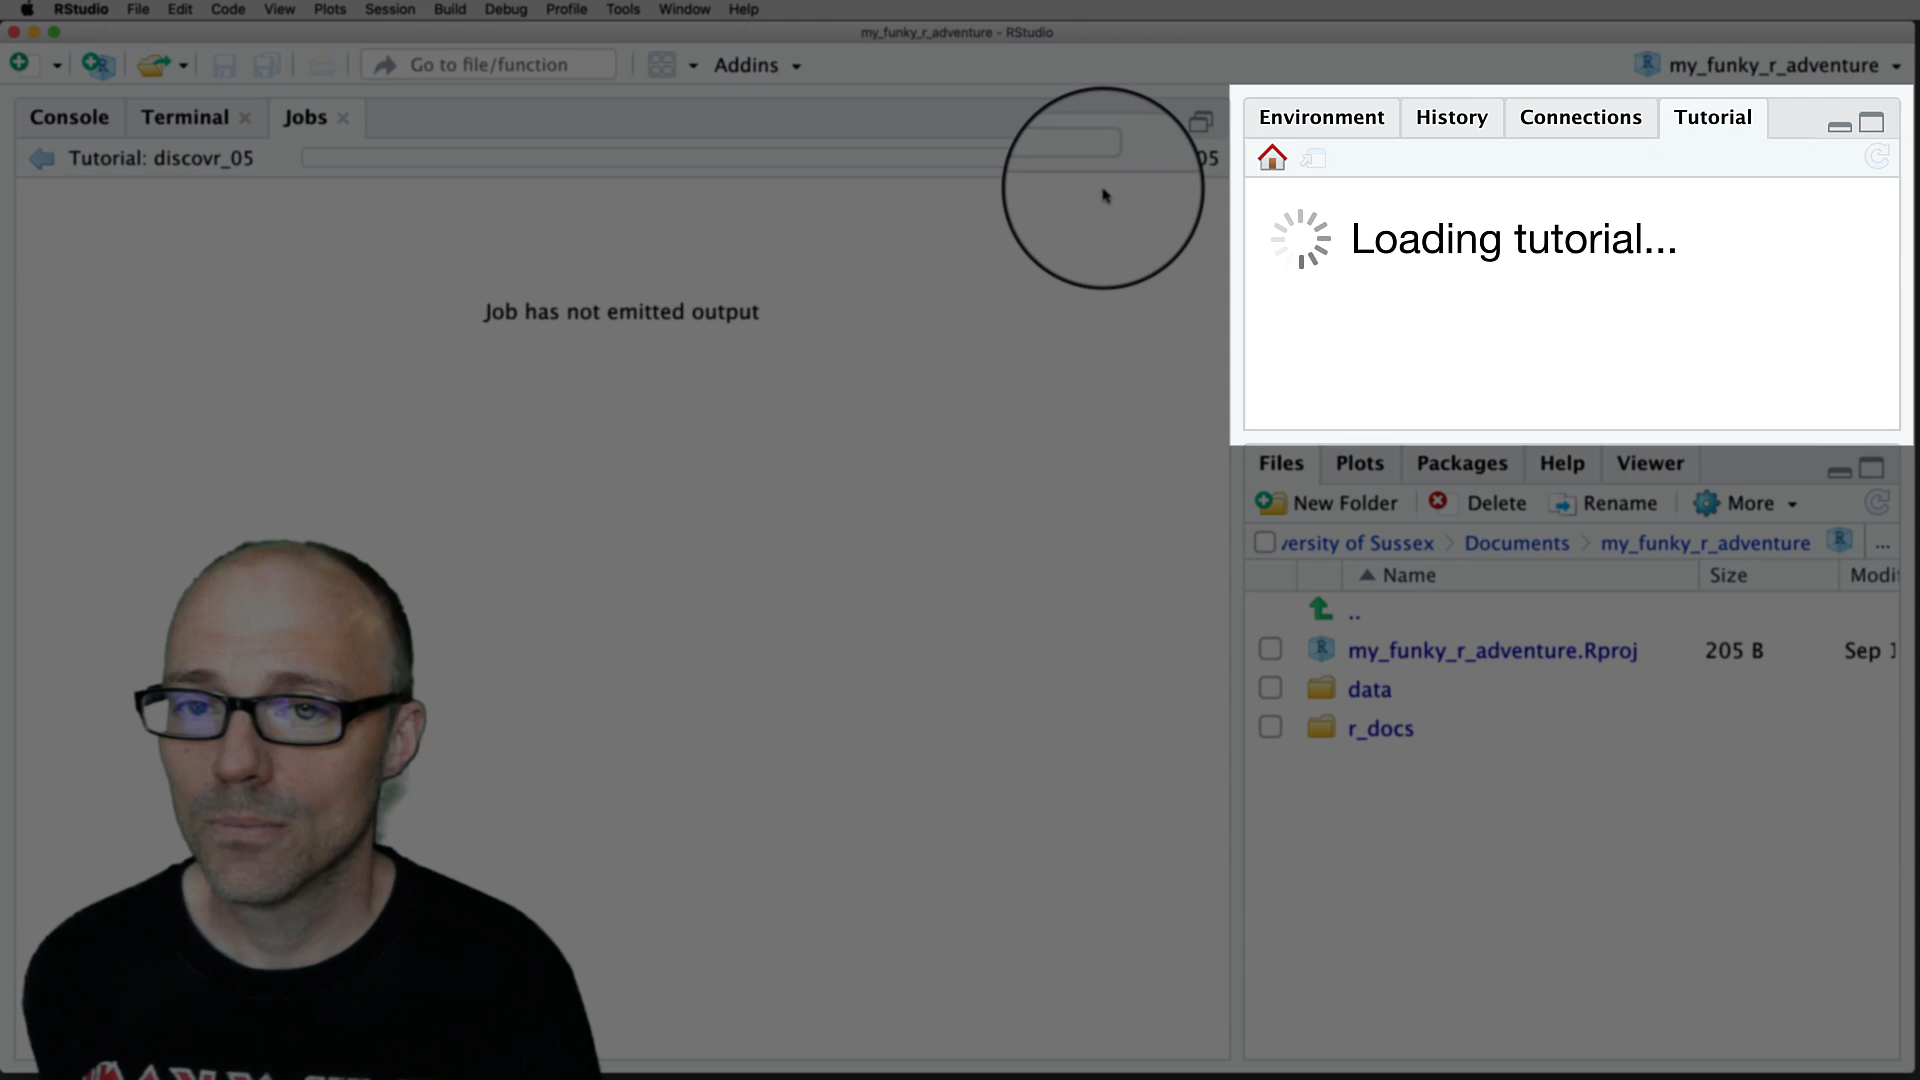 RStudio File Edit Code View Plots Session Build Debug Profile Tools Window Help
my_funky_r_adventure - RStudio
Go to file/function Addins my_funky_r_adventure
Console Terminal Jobs
Tutorial: discovr_05 05
Job has not emitted output
Environment History Connections Tutorial
Loading tutorial...
Files Plots Packages Help Viewer
New Folder Delete Rename More
versity of Sussex Documents my_funky_r_adventure ...
Name Size Modi
..
my_funky_r_adventure.Rproj 205 B Sep 1
data
r_docs